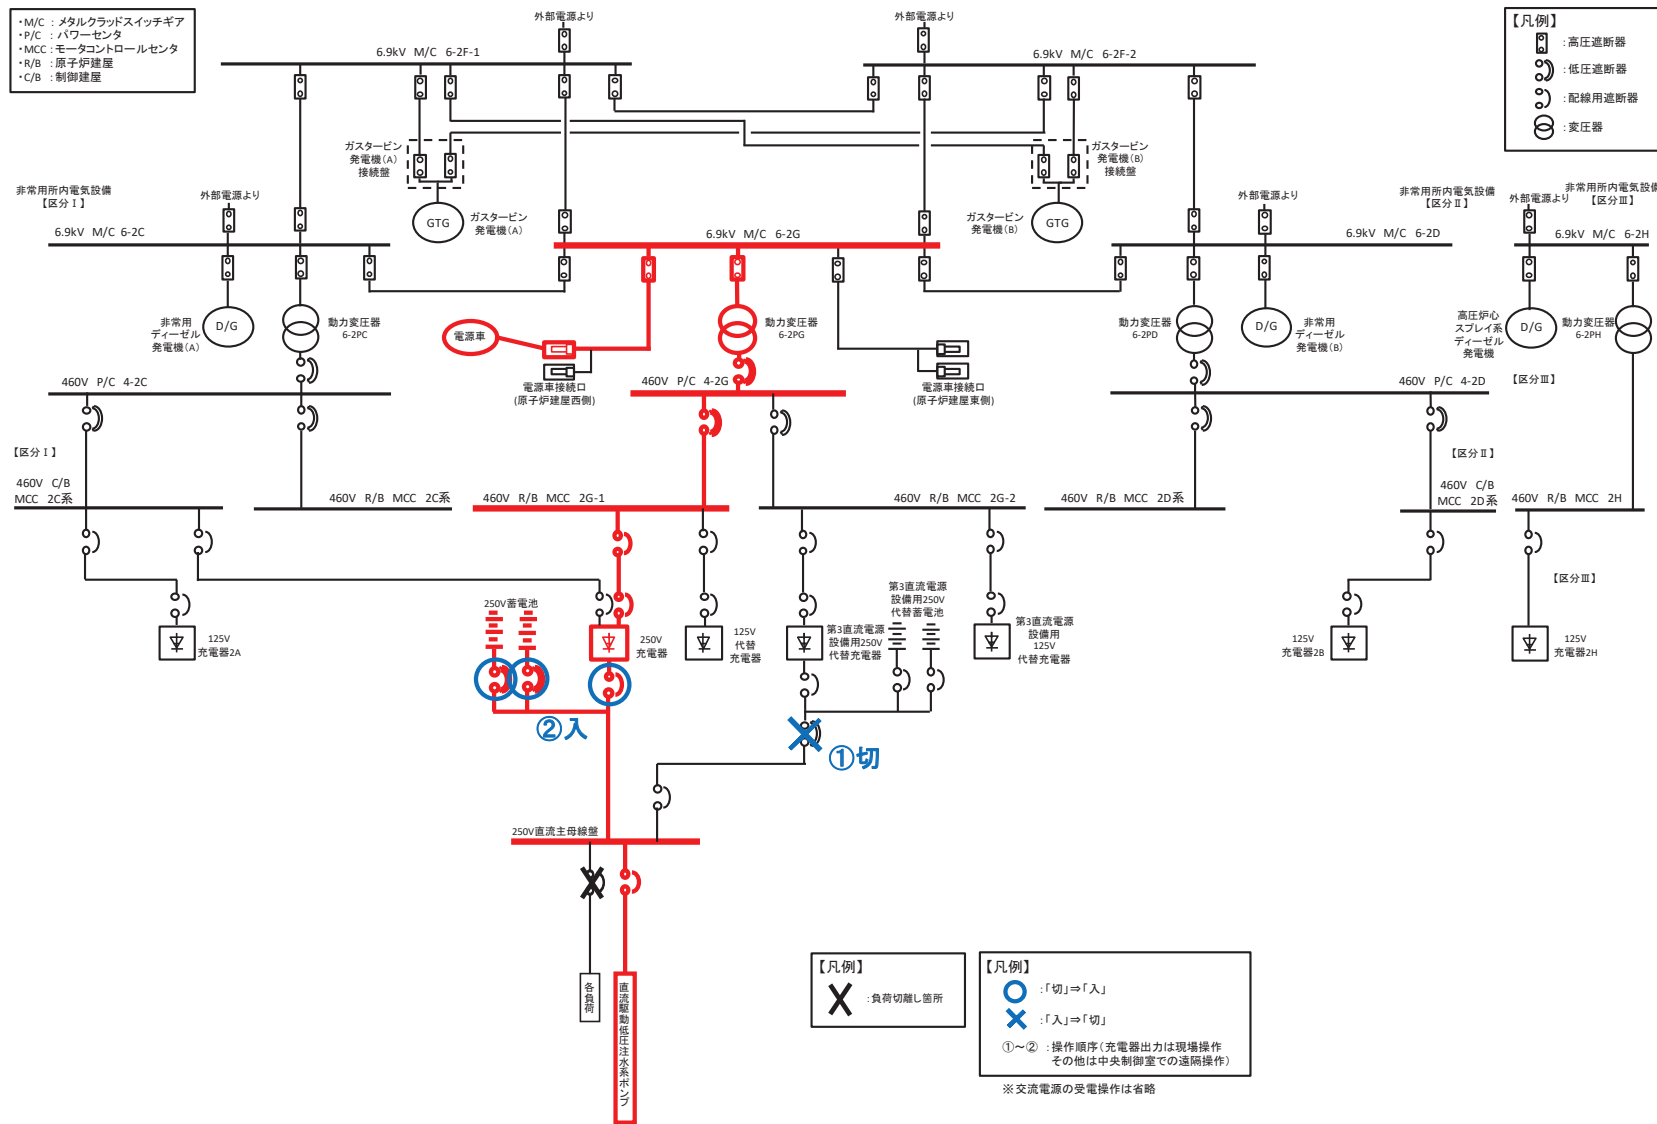 ・M/C : メタルクラッドスイッチギア
・P/C : パワーセンタ
・MCC : モータコントロールセンタ
・R/B : 原子炉建屋
・C/B : 制御建屋
外部電源より
外部電源より
【凡例】
:高圧遮断器
:低圧遮断器
:配線用遮断器
:変圧器
6.9kV M/C 6-2F-1
6.9kV M/C 6-2F-2
ガスタービン
発電機(A)
接続盤
ガスタービン
発電機(B)
接続盤
GTG
ガスタービン
発電機(A)
ガスタービン
発電機(B)
GTG
非常用所内電気設備
【区分Ⅰ】
外部電源より
外部電源より
非常用所内電気設備
【区分Ⅱ】
外部電源より
非常用所内電気設備
【区分Ⅲ】
6.9kV M/C 6-2C
6.9kV M/C 6-2G
6.9kV M/C 6-2D
6.9kV M/C 6-2H
非常用
ディーゼル
発電機(A)
D/G
動力変圧器
6-2PC
電源車
動力変圧器
6-2PG
動力変圧器
6-2PD
D/G
非常用
ディーゼル
発電機(B)
高圧炉心
スプレイ系
ディーゼル
発電機
D/G
動力変圧器
6-2PH
電源車接続口
(原子炉建屋西側)
電源車接続口
(原子炉建屋東側)
460V P/C 4-2C
460V P/C 4-2G
460V P/C 4-2D
【区分Ⅲ】
【区分Ⅰ】
【区分Ⅱ】
460V C/B
MCC 2C系
460V R/B MCC 2C系
460V R/B MCC 2G-1
460V R/B MCC 2G-2
460V R/B MCC 2D系
460V C/B
MCC 2D系
460V R/B MCC 2H
【区分Ⅲ】
125V
充電器2A
250V蓄電池
250V
充電器
125V
代替
充電器
第3直流電源
設備用250V
代替充電器
第3直流電源
設備用250V
代替蓄電池
第3直流電源
設備用
125V
代替充電器
125V
充電器2B
125V
充電器2H
②入
①切
250V直流主母線盤
各負荷
直流駆動低圧注水系ポンプ
【凡例】
:負荷切離し箇所
【凡例】
:「切」⇒「入」
:「入」⇒「切」
①~② :操作順序(充電器出力は現場操作
その他は中央制御室での遠隔操作)
※交流電源の受電操作は省略